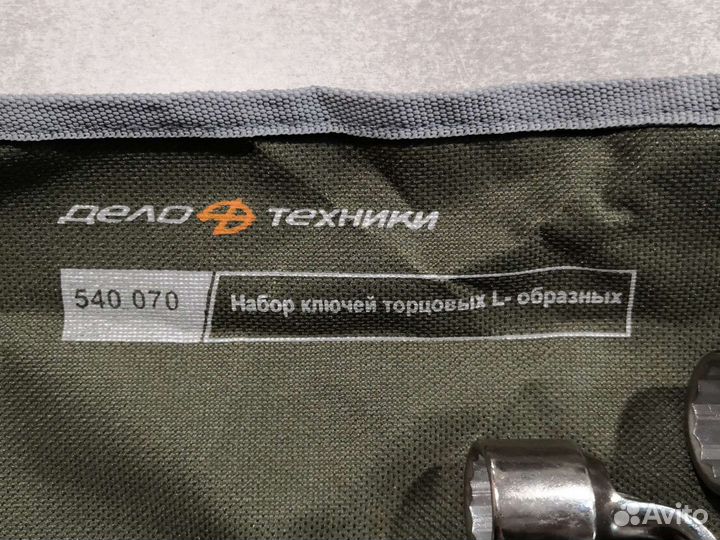 дело техники
540 070 Набор ключей торцовых L- образных
Avito